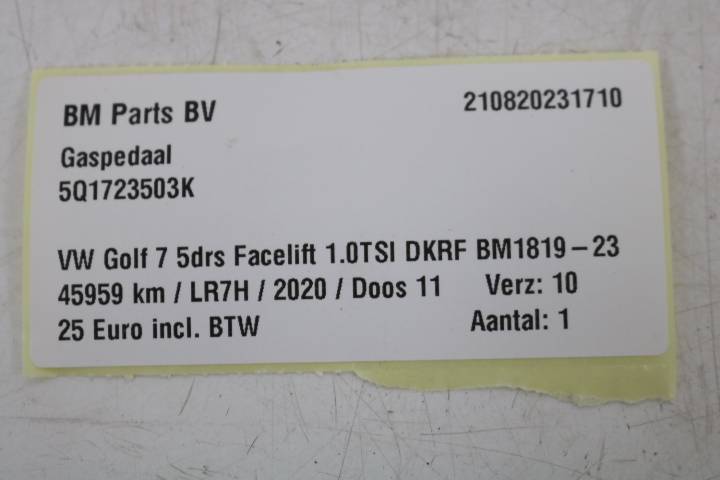 BM Parts BV 210820231710
Gaspedaal
5Q1723503K
VW Golf 7 5drs Facelift 1.0TSI DKRF BM1819-23
45959 km / LR7H / 2020 / Doos 11 Verz: 10
25 Euro incl. BTW Aantal: 1